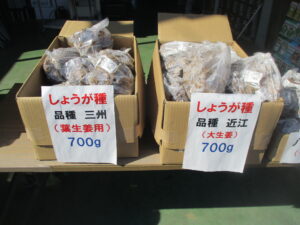 しょうが種
品種 三州
(葉生姜用)
700g
しょうが種
品種 近江
(大生姜)
700g